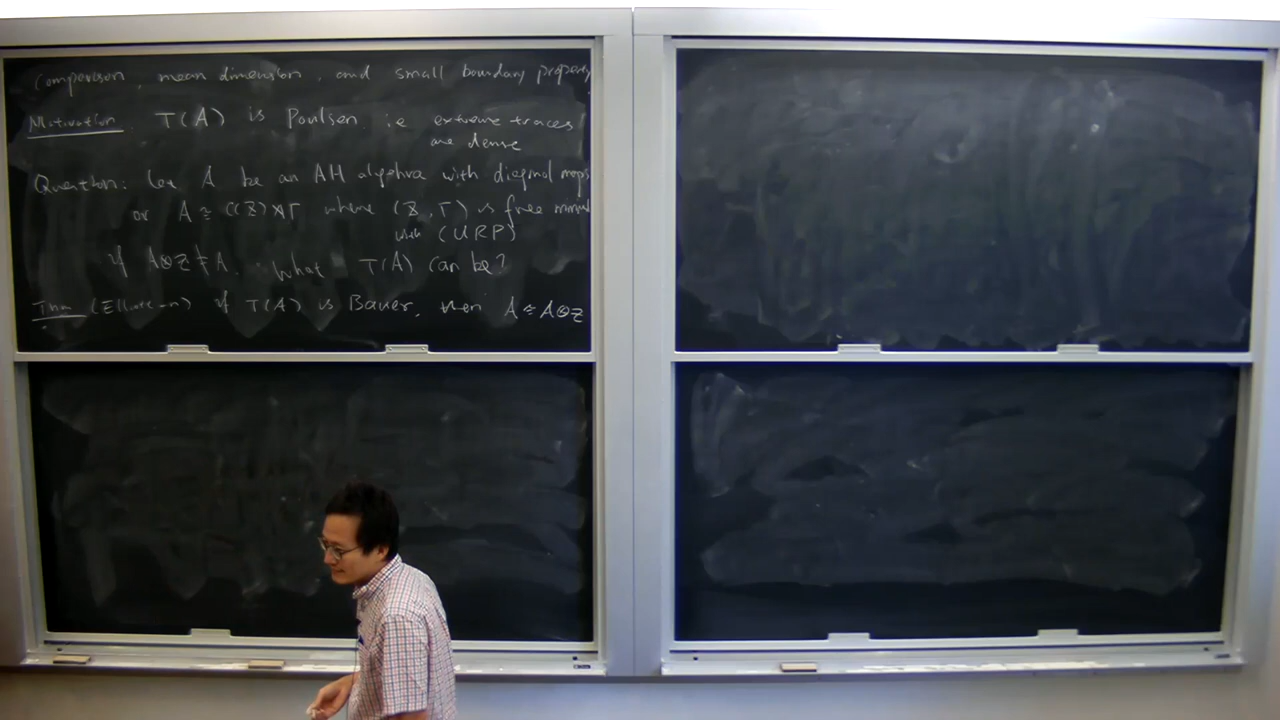 Comparison, mean dimension, and small boundary property
Motivation. T(A) is Poulsen. i.e extreme traces
are dense
Question: Let A be an AH algebra with diagonal maps
or A ≅ C(Z)⋊Γ where (Z, Γ) is free
with (URP)
if A⊗Z ≇ A. What T(A) can be?
Thm (Elliott-n) if T(A) is Bauer, then A ≅ A⊗Z